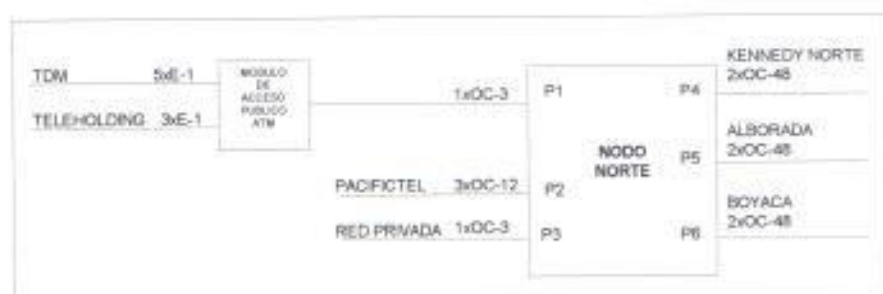 TDM 5xE-1
TELEHOLDING 3xE-1
MODULO
DE
ACCESO
PUBLICO
ATM
1xOC-3
PACIFICTEL 3xOC-12
RED PRIVADA 1xOC-3
P1
P2
P3
NODO
NORTE
P4
P5
P6
KENNEDY NORTE
2xOC-48
ALBORADA
2xOC-48
BOYACA
2xOC-48